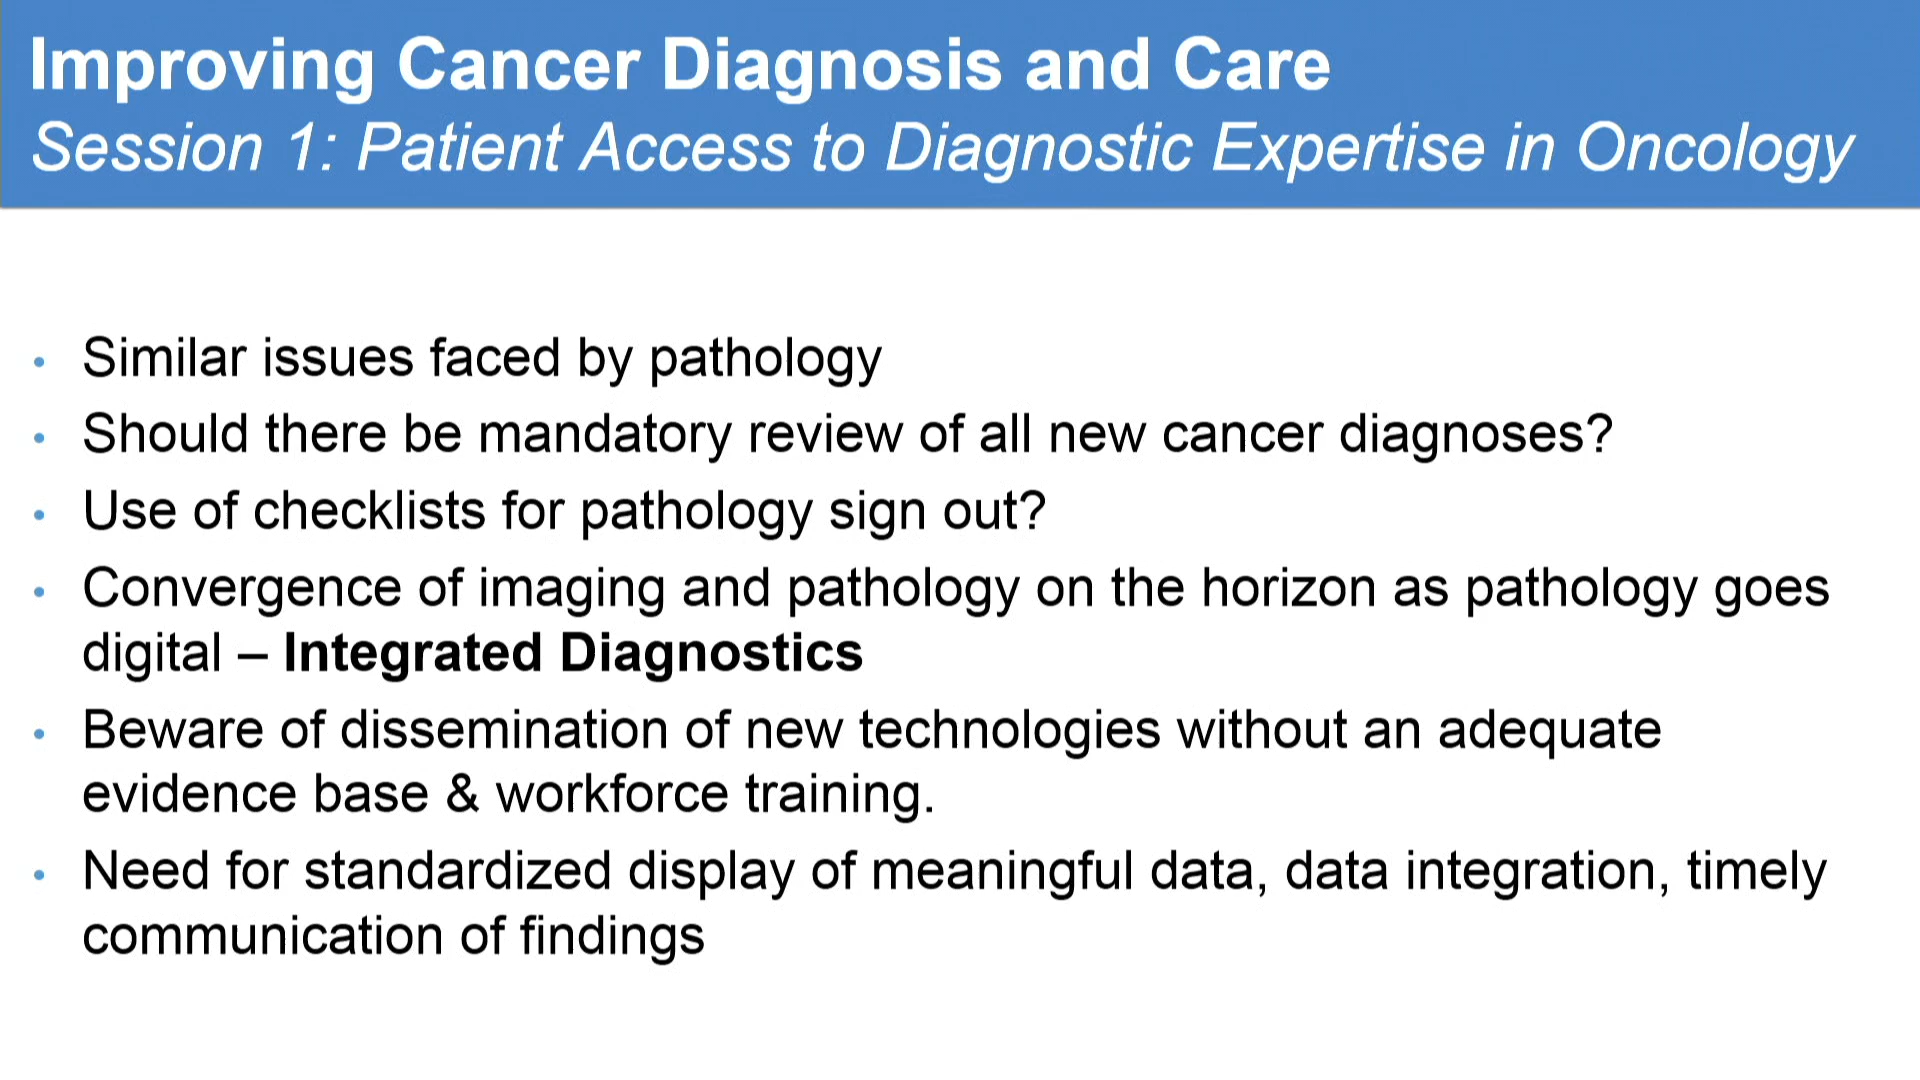 Improving Cancer Diagnosis and Care
Session 1: Patient Access to Diagnostic Expertise in Oncology
• Similar issues faced by pathology
• Should there be mandatory review of all new cancer diagnoses?
• Use of checklists for pathology sign out?
• Convergence of imaging and pathology on the horizon as pathology goes
digital – Integrated Diagnostics
• Beware of dissemination of new technologies without an adequate
evidence base & workforce training.
• Need for standardized display of meaningful data, data integration, timely
communication of findings